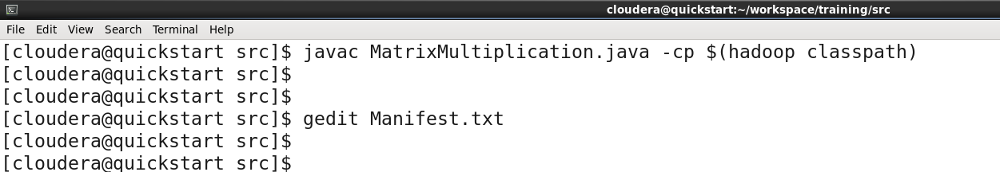 cloudera@quickstart:~/workspace/training/src
File Edit View Search Terminal Help
[cloudera@quickstart src]$ javac MatrixMultiplication.java -cp $(hadoop classpath)
[cloudera@quickstart src]$
[cloudera@quickstart src]$
[cloudera@quickstart src]$ gedit Manifest.txt
[cloudera@quickstart src]$
[cloudera@quickstart src]$